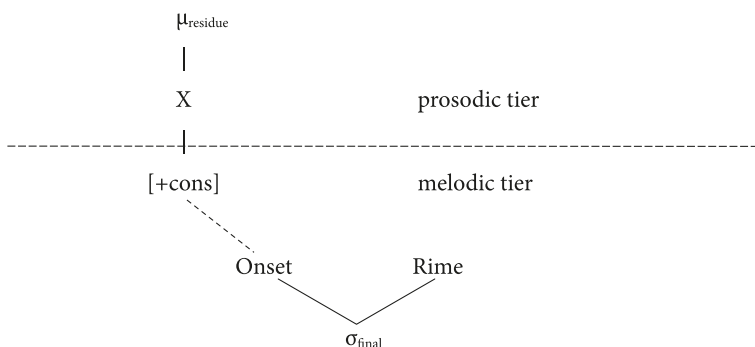 μresidue
X prosodic tier
[+cons] melodic tier
Onset Rime
σfinal